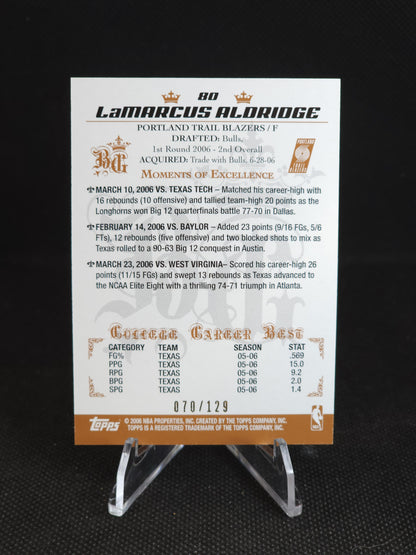 80
LaMARCUS ALDRIDGE
PORTLAND TRAIL BLAZERS / F
DRAFTED: Bulls,
1st Round 2006 - 2nd Overall
ACQUIRED: Trade with Bulls, 6-28-06
BG
MOMENTS OF EXCELLENCE
MARCH 10, 2006 VS. TEXAS TECH – Matched his career-high with
16 rebounds (10 offensive) and tallied team-high 20 points as the
Longhorns won Big 12 quarterfinals battle 77-70 in Dallas.
FEBRUARY 14, 2006 VS. BAYLOR – Added 23 points (9/16 FGs, 5/6
FTs), 12 rebounds (five offensive) and two blocked shots to mix as
Texas rolled to a 90-63 Big 12 conquest in Austin.
MARCH 23, 2006 VS. WEST VIRGINIA– Scored his career-high 26
points (11/15 FGs) and swept 13 rebounds as Texas advanced to
the NCAA Elite Eight with a thrilling 74-71 triumph in Atlanta.
College Career Best
CATEGORY TEAM SEASON STAT
FG% TEXAS 05-06 .569
PPG TEXAS 05-06 15.0
RPG TEXAS 05-06 9.2
BPG TEXAS 05-06 2.0
SPG TEXAS 05-06 1.4
070/129
Topps
© 2006 NBA PROPERTIES, INC. CREATED BY THE TOPPS COMPANY, INC.
TOPPS IS A REGISTERED TRADEMARK OF THE TOPPS COMPANY, INC.